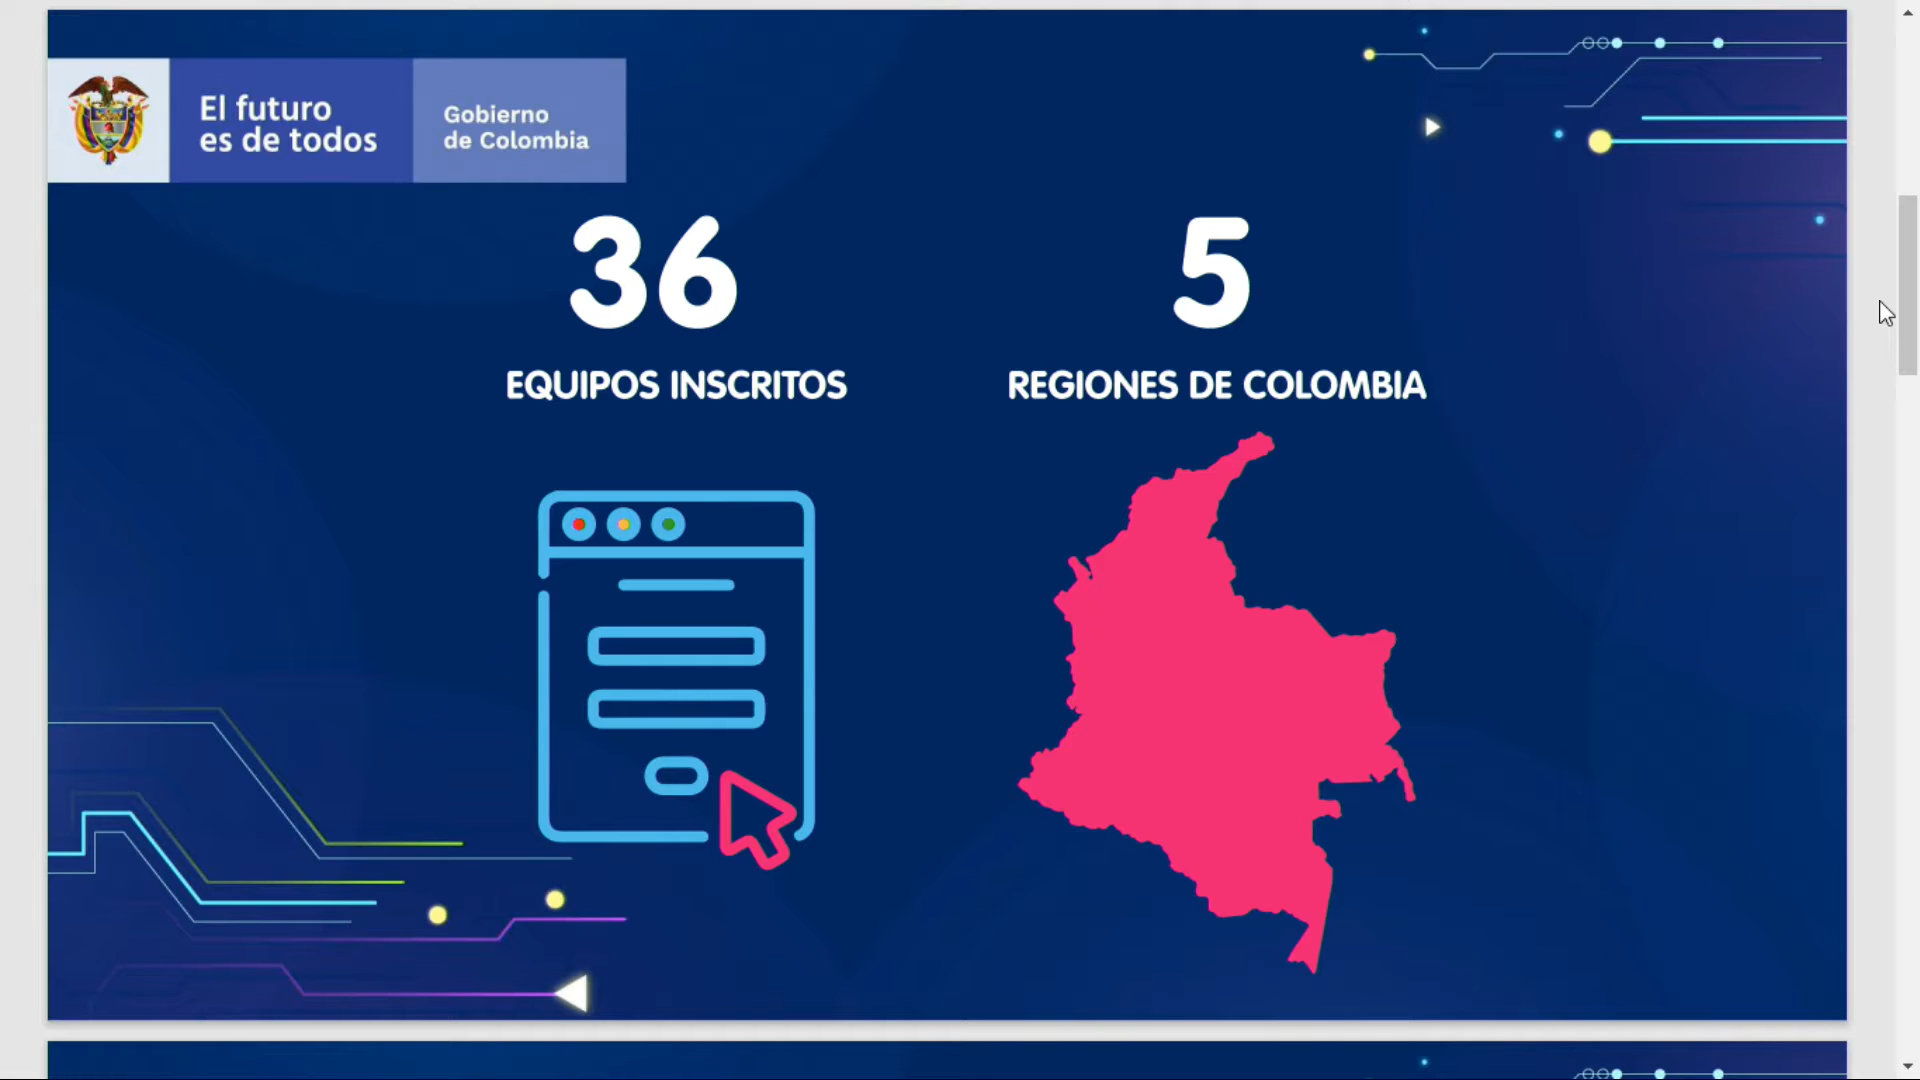 El futuro
es de todos
Gobierno
de Colombia
36
EQUIPOS INSCRITOS
5
REGIONES DE COLOMBIA